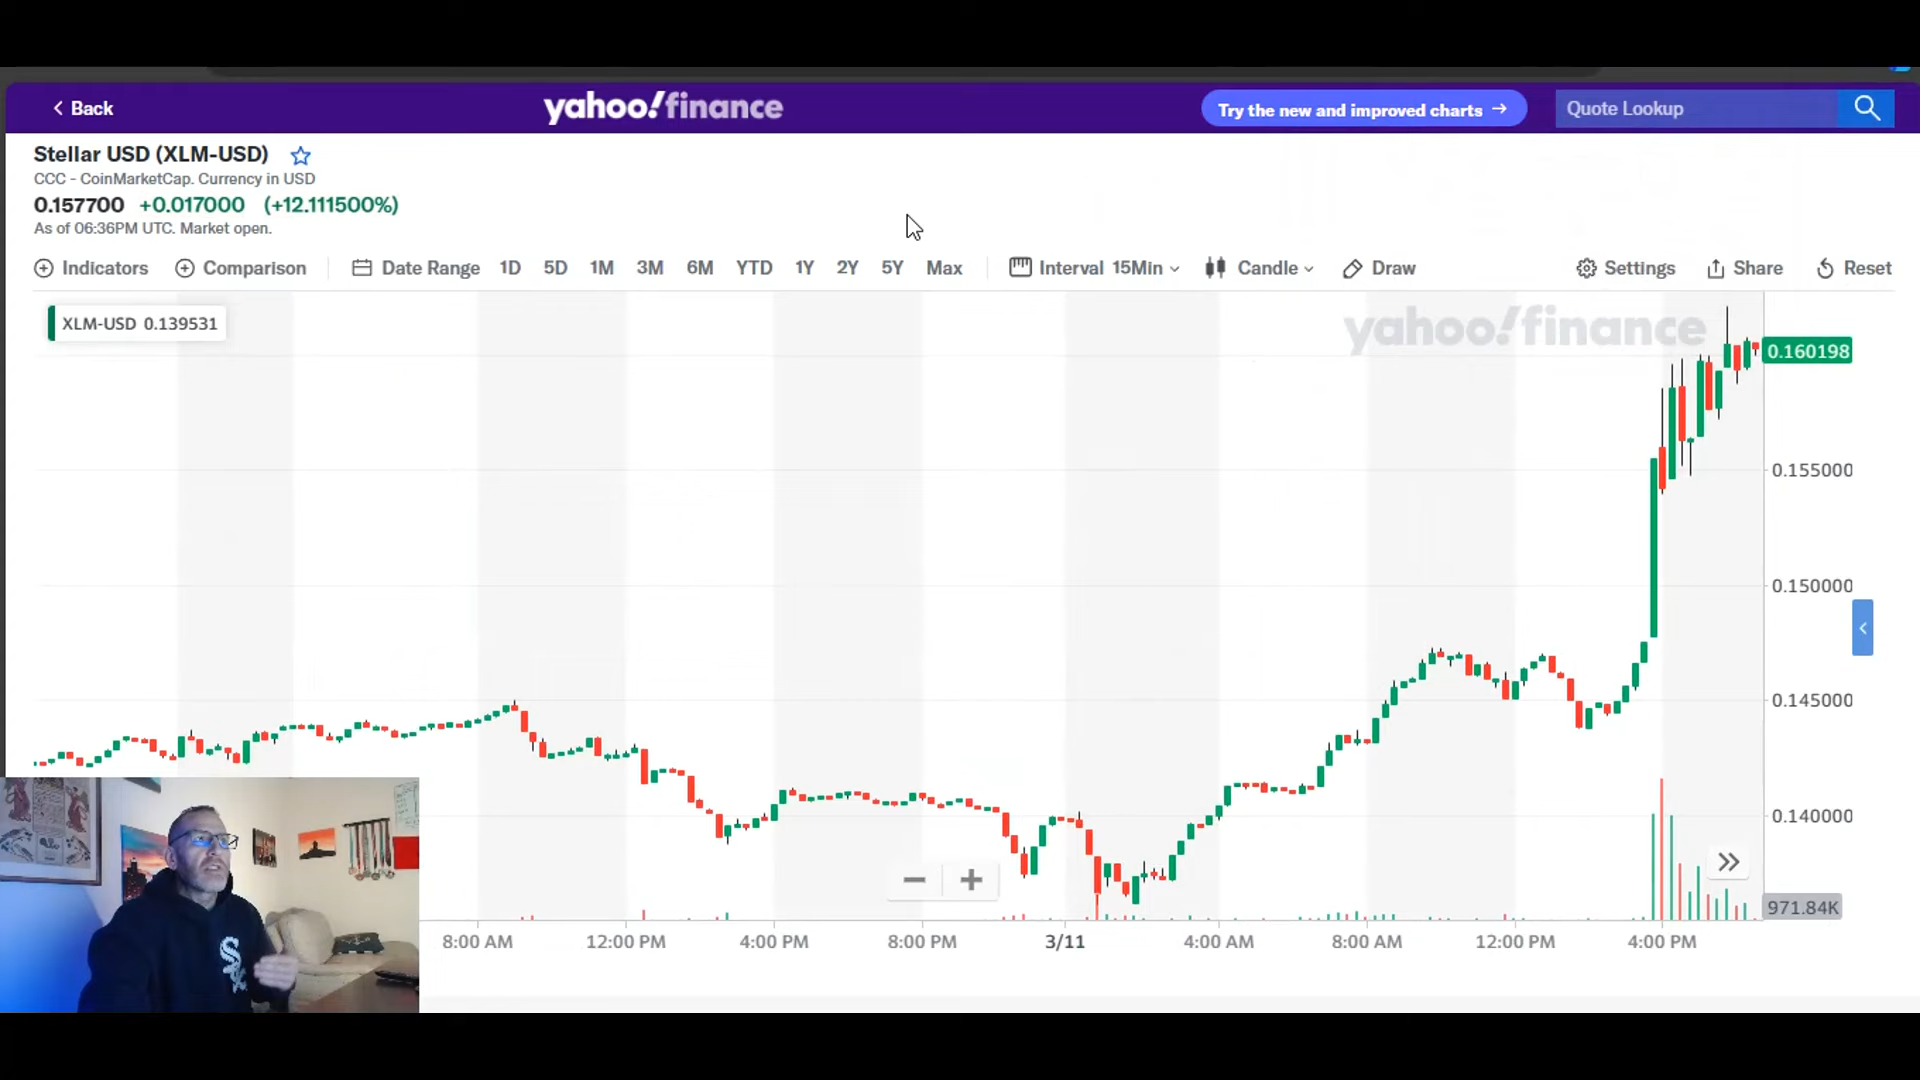 Back
yahoo!finance
Try the new and improved charts →
Quote Lookup
Stellar USD (XLM-USD)
CCC - CoinMarketCap. Currency in USD
0.157700 +0.017000 (+12.111500%)
As of 06:36PM UTC. Market open.
Indicators
Comparison
Date Range 1D 5D 1M 3M 6M YTD 1Y 2Y 5Y Max
Interval 15Min
Candle
Draw
Settings
Share
Reset
XLM-USD 0.139531
yahoo!finance
0.160198
0.155000
0.150000
0.145000
0.140000
971.84K
8:00 AM 12:00 PM 4:00 PM 8:00 PM 3/11 4:00 AM 8:00 AM 12:00 PM 4:00 PM